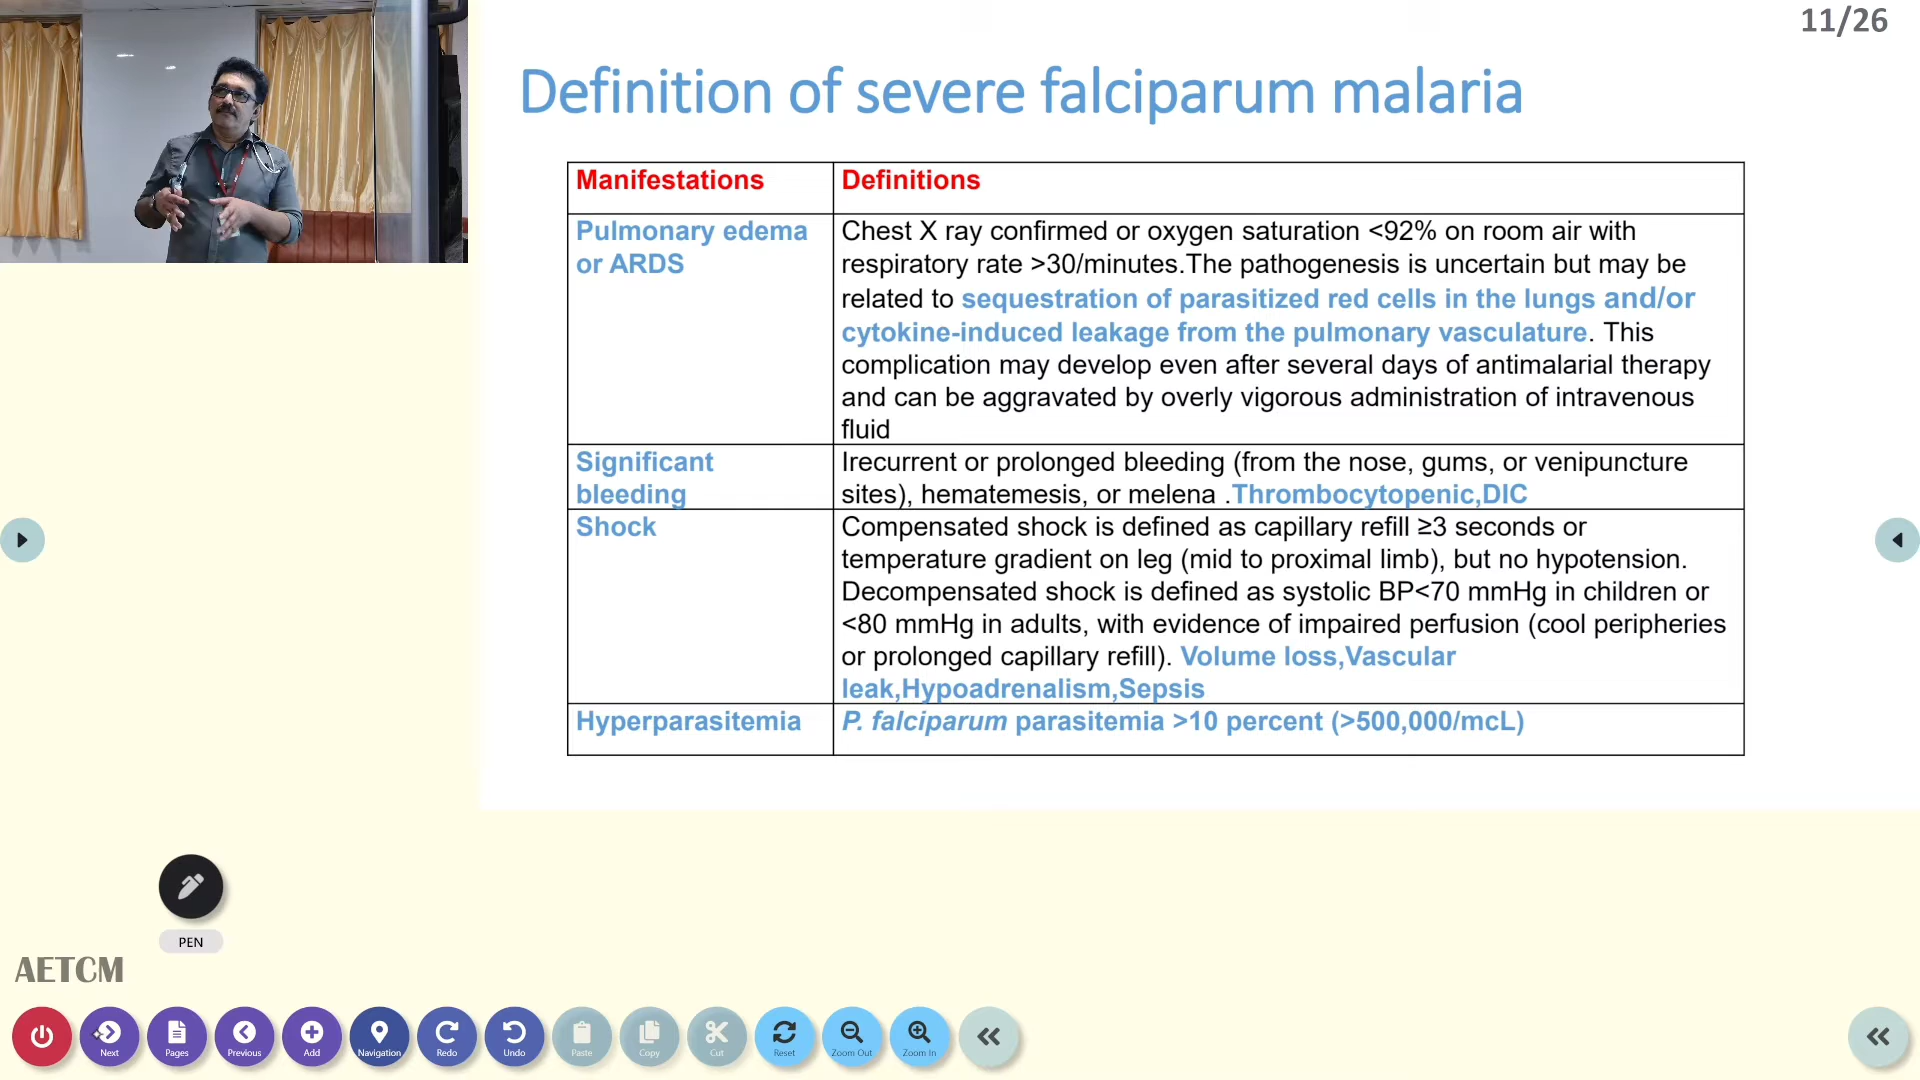 11/26
Definition of severe falciparum malaria
Manifestations
Definitions
Pulmonary edema
or ARDS
Chest X ray confirmed or oxygen saturation <92% on room air with
respiratory rate >30/minutes.The pathogenesis is uncertain but may be
related to sequestration of parasitized red cells in the lungs and/or
cytokine-induced leakage from the pulmonary vasculature. This
complication may develop even after several days of antimalarial therapy
and can be aggravated by overly vigorous administration of intravenous
fluid
Significant
bleeding
Irecurrent or prolonged bleeding (from the nose, gums, or venipuncture
sites), hematemesis, or melena .Thrombocytopenic,DIC
Shock
Compensated shock is defined as capillary refill ≥3 seconds or
temperature gradient on leg (mid to proximal limb), but no hypotension.
Decompensated shock is defined as systolic BP<70 mmHg in children or
<80 mmHg in adults, with evidence of impaired perfusion (cool peripheries
or prolonged capillary refill). Volume loss,Vascular
leak,Hypoadrenalism,Sepsis
Hyperparasitemia
P. falciparum parasitemia >10 percent (>500,000/mcL)
PEN
AETCM
Next
Pages
Previous
Add
Navigation
Redo
Undo
Paste
Copy
Cut
Reset
Zoom Out
Zoom In